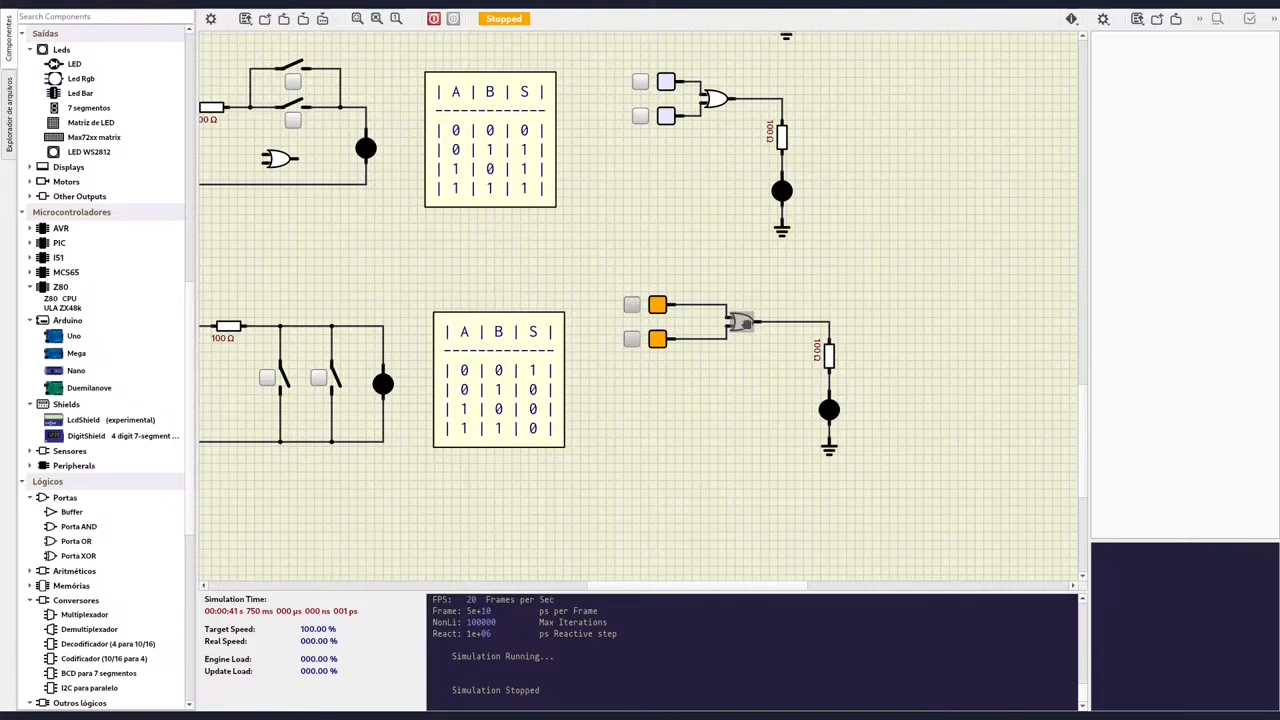 Search Components
Componentes
Explorador de arquivos
Saídas
Leds
LED
Led Rgb
Led Bar
7 segmentos
Matriz de LED
Max72xx matrix
LED WS2812
Displays
Motors
Other Outputs
Microcontroladores
AVR
PIC
I51
MCS65
Z80
Z80 CPU
ULA ZX48k
Arduino
Uno
Mega
Nano
Duemilanove
Shields
LcdShield (experimental)
DigitShield 4 digit 7-segment ...
Sensores
Peripherals
Lógicos
Portas
Buffer
Porta AND
Porta OR
Porta XOR
Aritméticos
Memórias
Conversores
Multiplexador
Demultiplexador
Decodificador (4 para 10/16)
Codificador (10/16 para 4)
BCD para 7 segmentos
I2C para paralelo
Outros lógicos
Stopped
» »
00 Ω
| A | B | S |
--------------
| 0 | 0 | 0 |
| 0 | 1 | 1 |
| 1 | 0 | 1 |
| 1 | 1 | 1 |
100 Ω
100 Ω
| A | B | S |
--------------
| 0 | 0 | 1 |
| 0 | 1 | 0 |
| 1 | 0 | 0 |
| 1 | 1 | 0 |
100 Ω
Simulation Time:
00:00:41 s 750 ms 000 µs 000 ns 001 ps
Target Speed: 100.00 %
Real Speed: 000.00 %
Engine Load: 000.00 %
Update Load: 000.00 %
FPS: 20 Frames per Sec
Frame: 5e+10 ps per Frame
NonLi: 100000 Max Iterations
React: 1e+06 ps Reactive step
Simulation Running...
Simulation Stopped